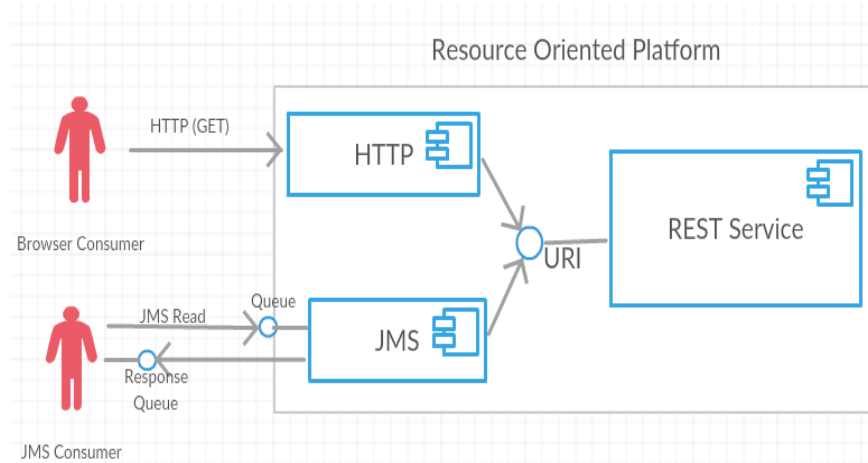 Resource Oriented Platform
HTTP (GET)
HTTP
Browser Consumer
REST Service
URI
Queue
JMS Read
JMS
Response
Queue
JMS Consumer